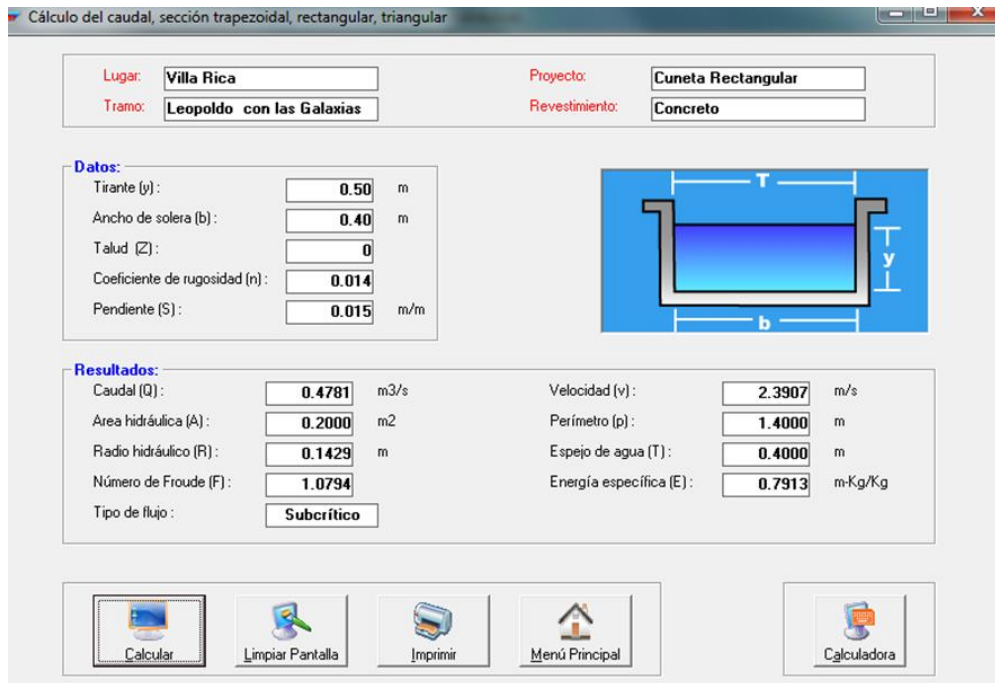 Cálculo del caudal, sección trapezoidal, rectangular, triangular
Lugar: Villa Rica Proyecto: Cuneta Rectangular
Tramo: Leopoldo con las Galaxias Revestimiento: Concreto
Datos:
Tirante (y) : 0.50 m
Ancho de solera (b) : 0.40 m
Talud (Z) : 0
Coeficiente de rugosidad (n) : 0.014
Pendiente (S) : 0.015 m/m
T
y
b
Resultados:
Caudal (Q) : 0.4781 m3/s Velocidad (v) : 2.3907 m/s
Area hidráulica (A) : 0.2000 m2 Perímetro (p) : 1.4000 m
Radio hidráulico (R) : 0.1429 m Espejo de agua (T) : 0.4000 m
Número de Froude (F) : 1.0794 Energía específica (E) : 0.7913 m-Kg/Kg
Tipo de flujo : Subcrítico
Calcular Limpiar Pantalla Imprimir Menú Principal Calculadora